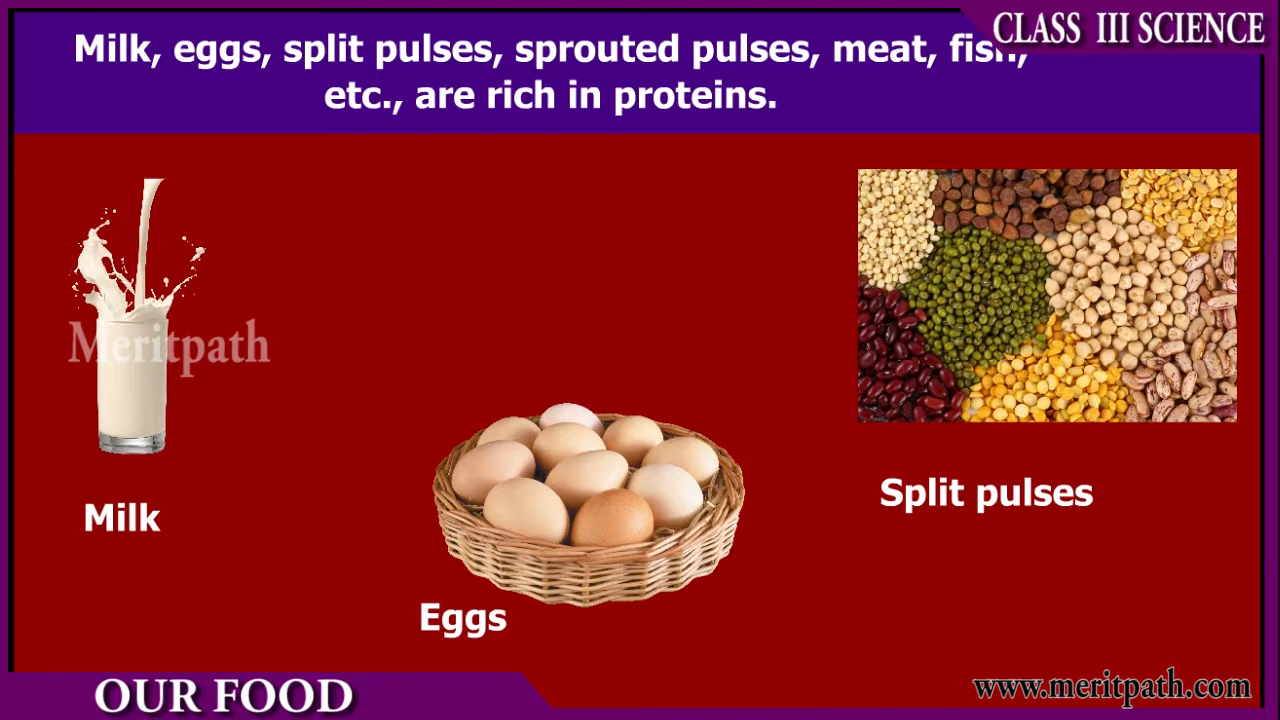 CLASS III SCIENCE
Milk, eggs, split pulses, sprouted pulses, meat, fish,
etc., are rich in proteins.
Meritpath
Milk
Eggs
Split pulses
OUR FOOD
www.meritpath.com